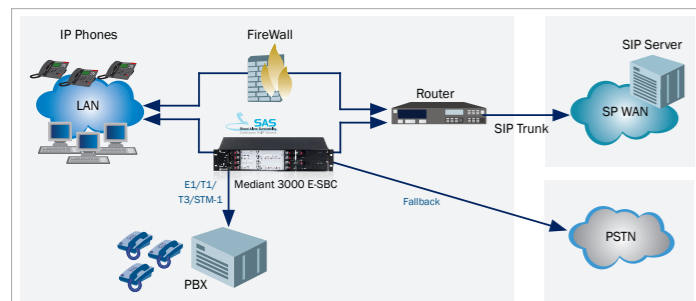 IP Phones
FireWall
SIP Server
LAN
Router
SP WAN
SIP Trunk
SAS
Mediant 3000 E-SBC
E1/T1/
T3/STM-1
Fallback
PSTN
PBX